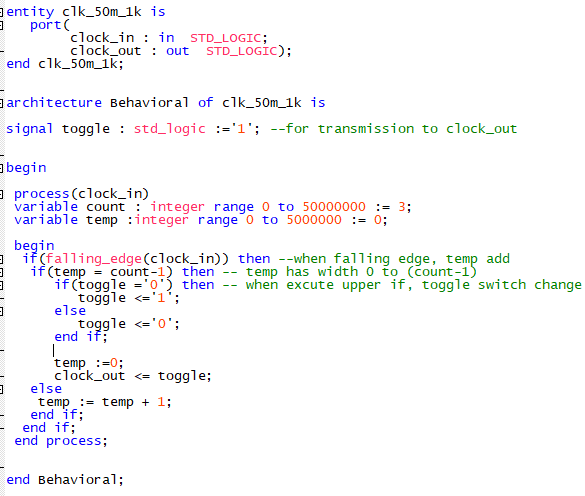 entity clk_50m_1k is
port(
clock_in : in STD_LOGIC;
clock_out : out STD_LOGIC);
end clk_50m_1k;
architecture Behavioral of clk_50m_1k is
signal toggle : std_logic :='1'; --for transmission to clock_out
begin
process(clock_in)
variable count : integer range 0 to 50000000 := 3;
variable temp :integer range 0 to 5000000 := 0;
begin
if(falling_edge(clock_in)) then --when falling edge, temp add
if(temp = count-1) then -- temp has width 0 to (count-1)
if(toggle ='0') then -- when excute upper if, toggle switch change
toggle <='1';
else
toggle <='0';
end if;
temp :=0;
clock_out <= toggle;
else
temp := temp + 1;
end if;
end if;
end process;
end Behavioral;